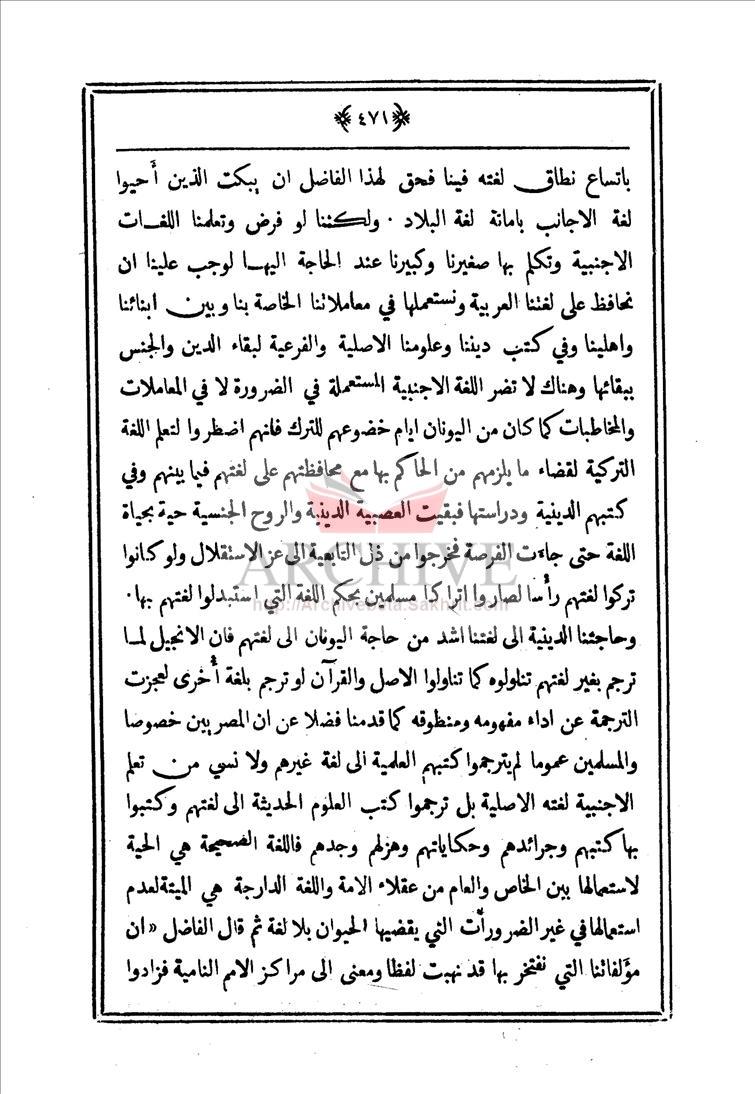 ﴿٤٧١﴾
باتساع نطاق لغته فينا فحق لهذا الفاضل ان يبكت الذين أحيوا
لغة الاجانب بامانة لغة البلاد . ولكننا لو فرض وتعلمنا اللغات
الاجنبية وتكلم بها صغيرنا وكبيرنا عند الحاجة اليها لوجب علينا ان
نحافظ على لغتنا العربية ونستعملها في معاملاتنا الخاصة بنا وبين ابنائنا
واهلينا وفي كتب ديننا وعلومنا الاصلية والفرعية لبقاء الدين والجنس
ببقائها وهناك لا تضر اللغة الاجنبية المستعملة في الضرورة لا في المعاملات
والمخاطبات كما كان من اليونان ايام خضوعهم للترك فانهم اضطروا لتعلم اللغة
التركية لقضاء ما يلزمهم من الحاكم بها مع محافظتهم على لغتهم فيما بينهم وفي
كتبهم الدينية ودراستها فبقيت العصبية الدينية والروح الجنسية حية بحياة
اللغة حتى جاءت الفرصة فخرجوا من ذل التابعية الى عز الاستقلال ولو كانوا
تركوا لغتهم رأسا لصاروا اتراكا مسلمين بحكم اللغة التي استبدلوا لغتهم بها .
وحاجتنا الدينية الى لغتنا اشد من حاجة اليونان الى لغتهم فان الانجيل لما
ترجم بغير لغتهم تناولوه كما تناولوا الاصل والقرآن لو ترجم بلغة أخرى لعجزت
الترجمة عن اداء مفهومه ومنظوقه كما قدمنا فضلا عن ان المصريين خصوصا
والمسلمين عموما لم يترجموا كتبهم العلمية الى لغة غيرهم ولا نسي من تعلم
الاجنبية لغته الاصلية بل ترجموا كتب العلوم الحديثة الى لغتهم وكتبوا
بها كتبهم وجرائدهم وحكاياتهم وهزلهم وجدهم فاللغة الصحيحة هي الحية
لاستعمالها بين الخاص والعام من عقلاء الامة واللغة الدارجة هي الميتة لعدم
استعمالها في غير الضرورات التي يقضيها الحيوان بلا لغة ثم قال الفاضل « ان
مؤلفاتنا التي نفتخر بها قد نهبت لفظا ومعنى الى مراكز الامم النامية فزادوا
ARCHIVE
http://Archivebeta.Sakhrit.com